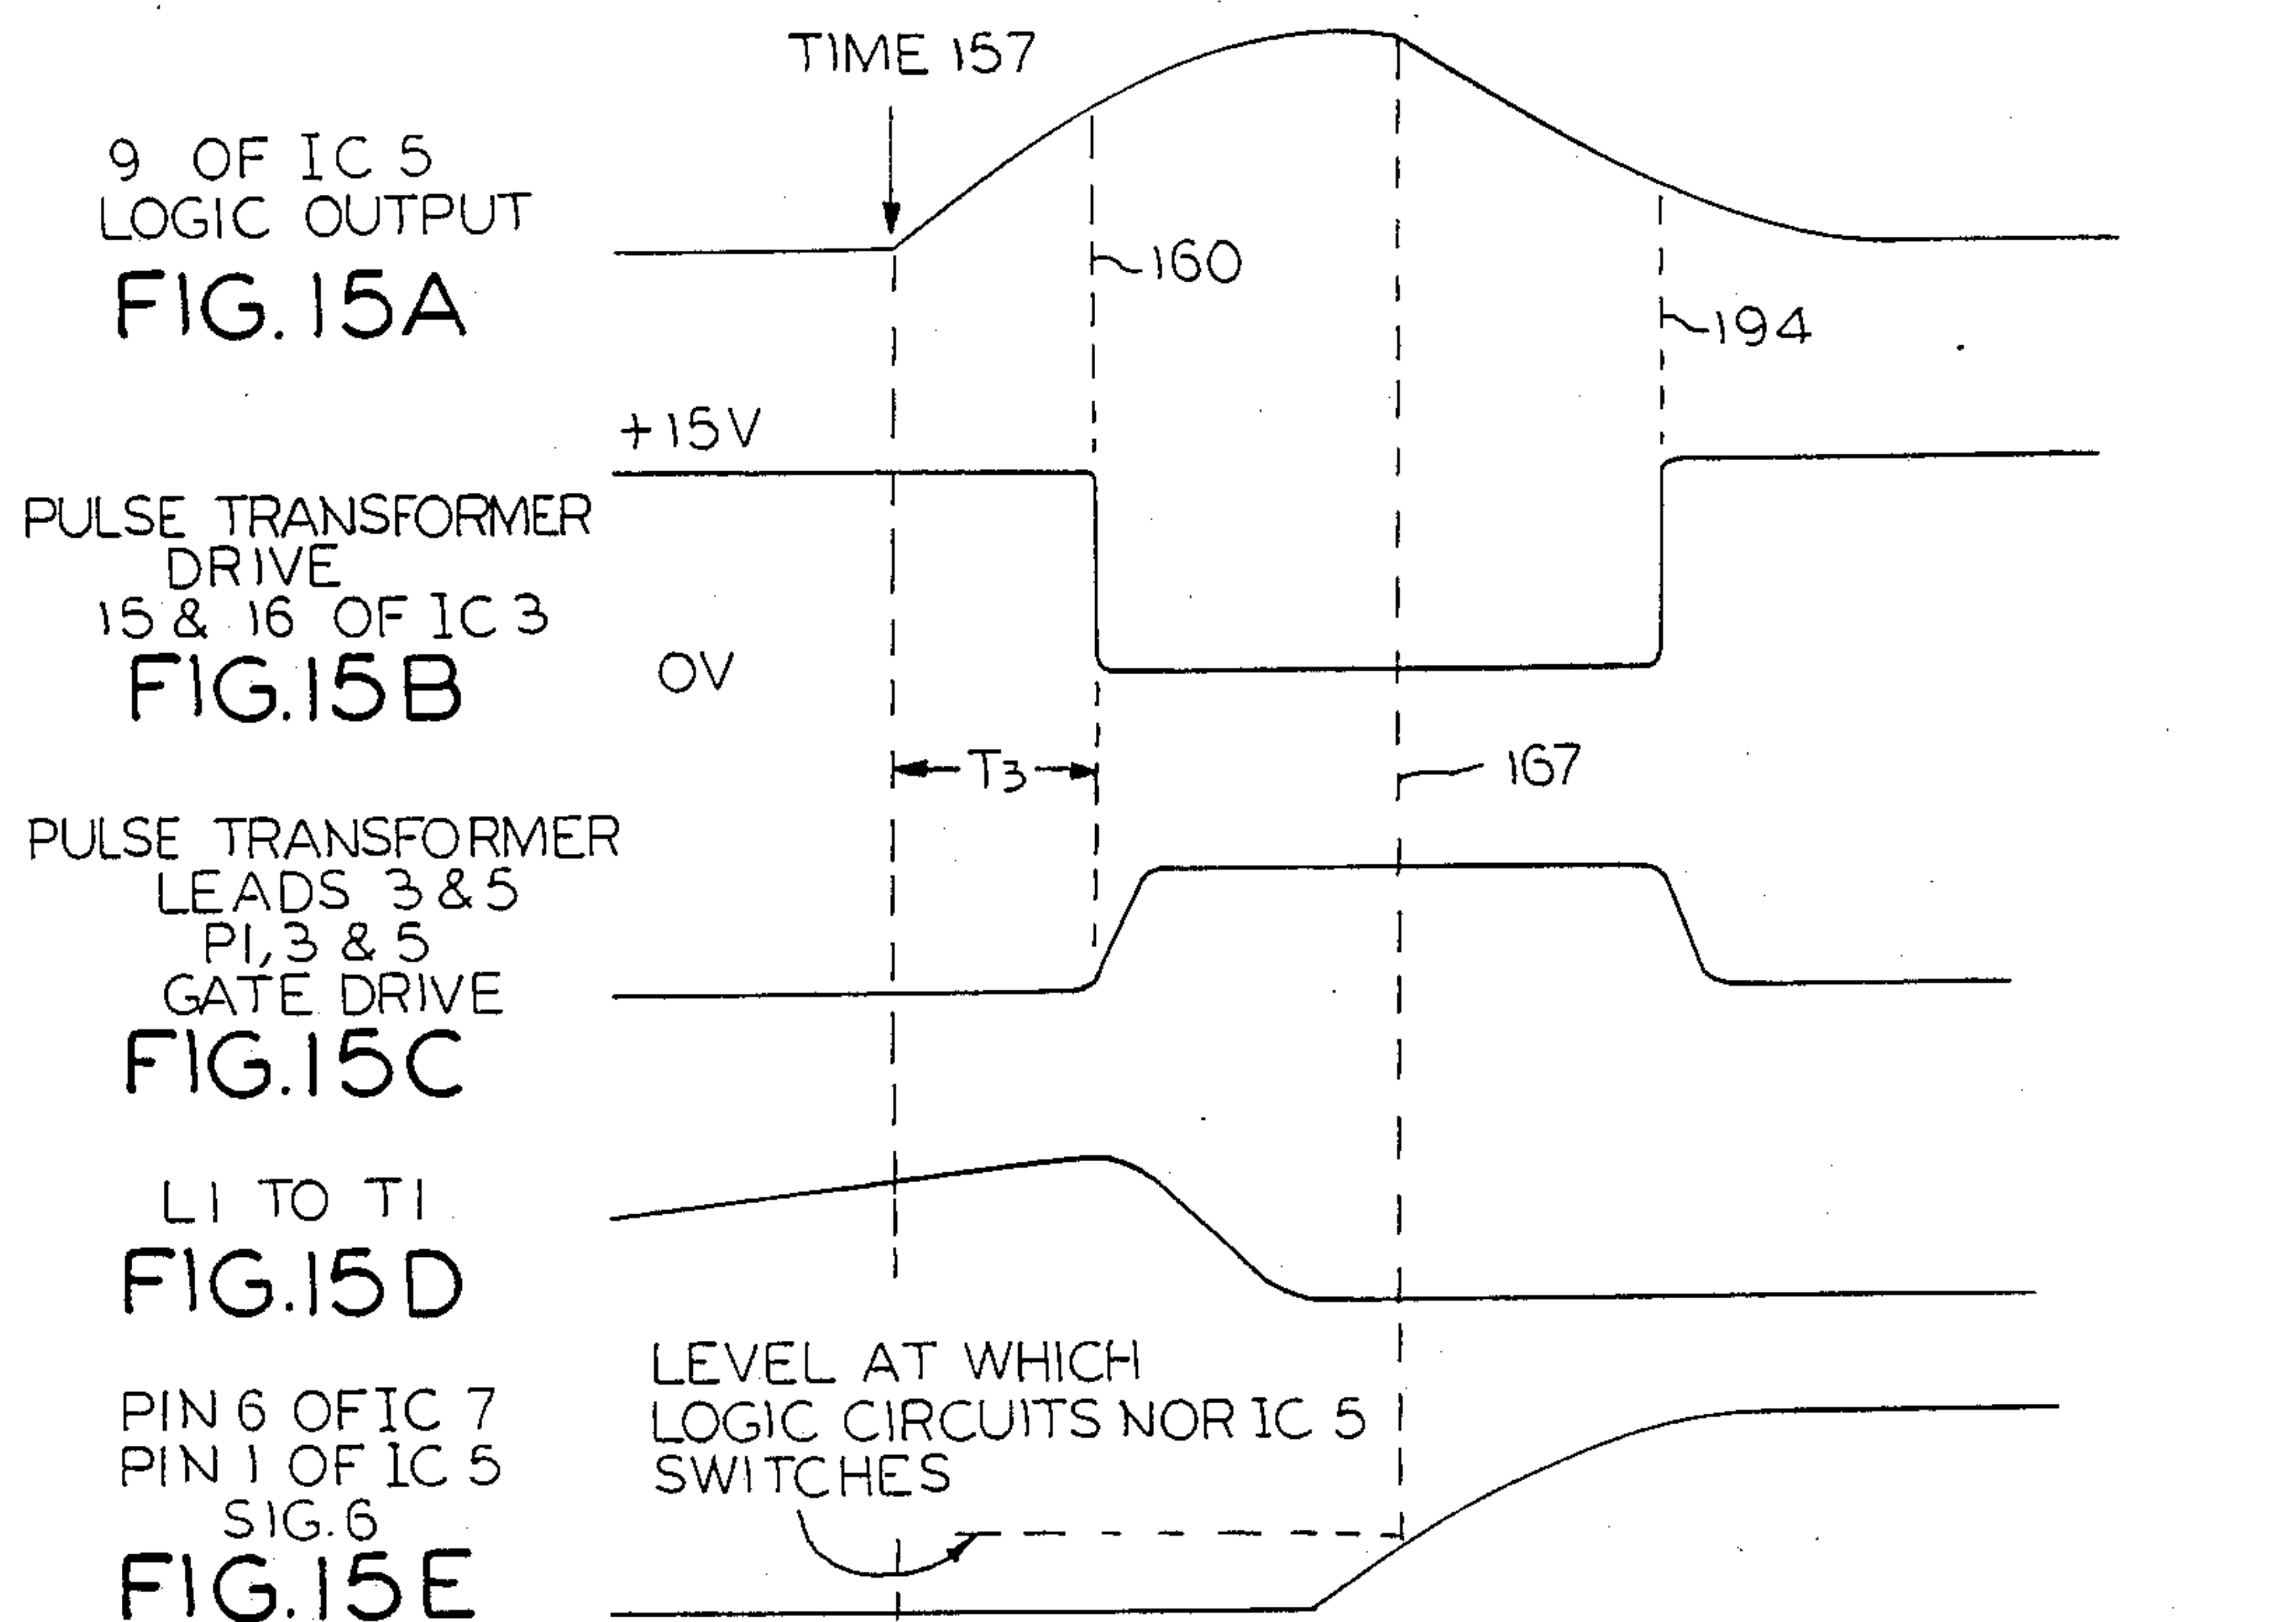 TIME 157
9 OF IC 5
LOGIC OUTPUT
FIG. 15A
160
194
+15V
PULSE TRANSFORMER
DRIVE
15 & 16 OF IC 3
FIG. 15B
0V
T3
167
PULSE TRANSFORMER
LEADS 3 & 5
P1, 3 & 5
GATE DRIVE
FIG. 15C
L1 TO T1
FIG. 15D
LEVEL AT WHICH
LOGIC CIRCUITS NOR IC 5
SWITCHES
PIN 6 OF IC 7
PIN 1 OF IC 5
SIG. 6
FIG. 15E